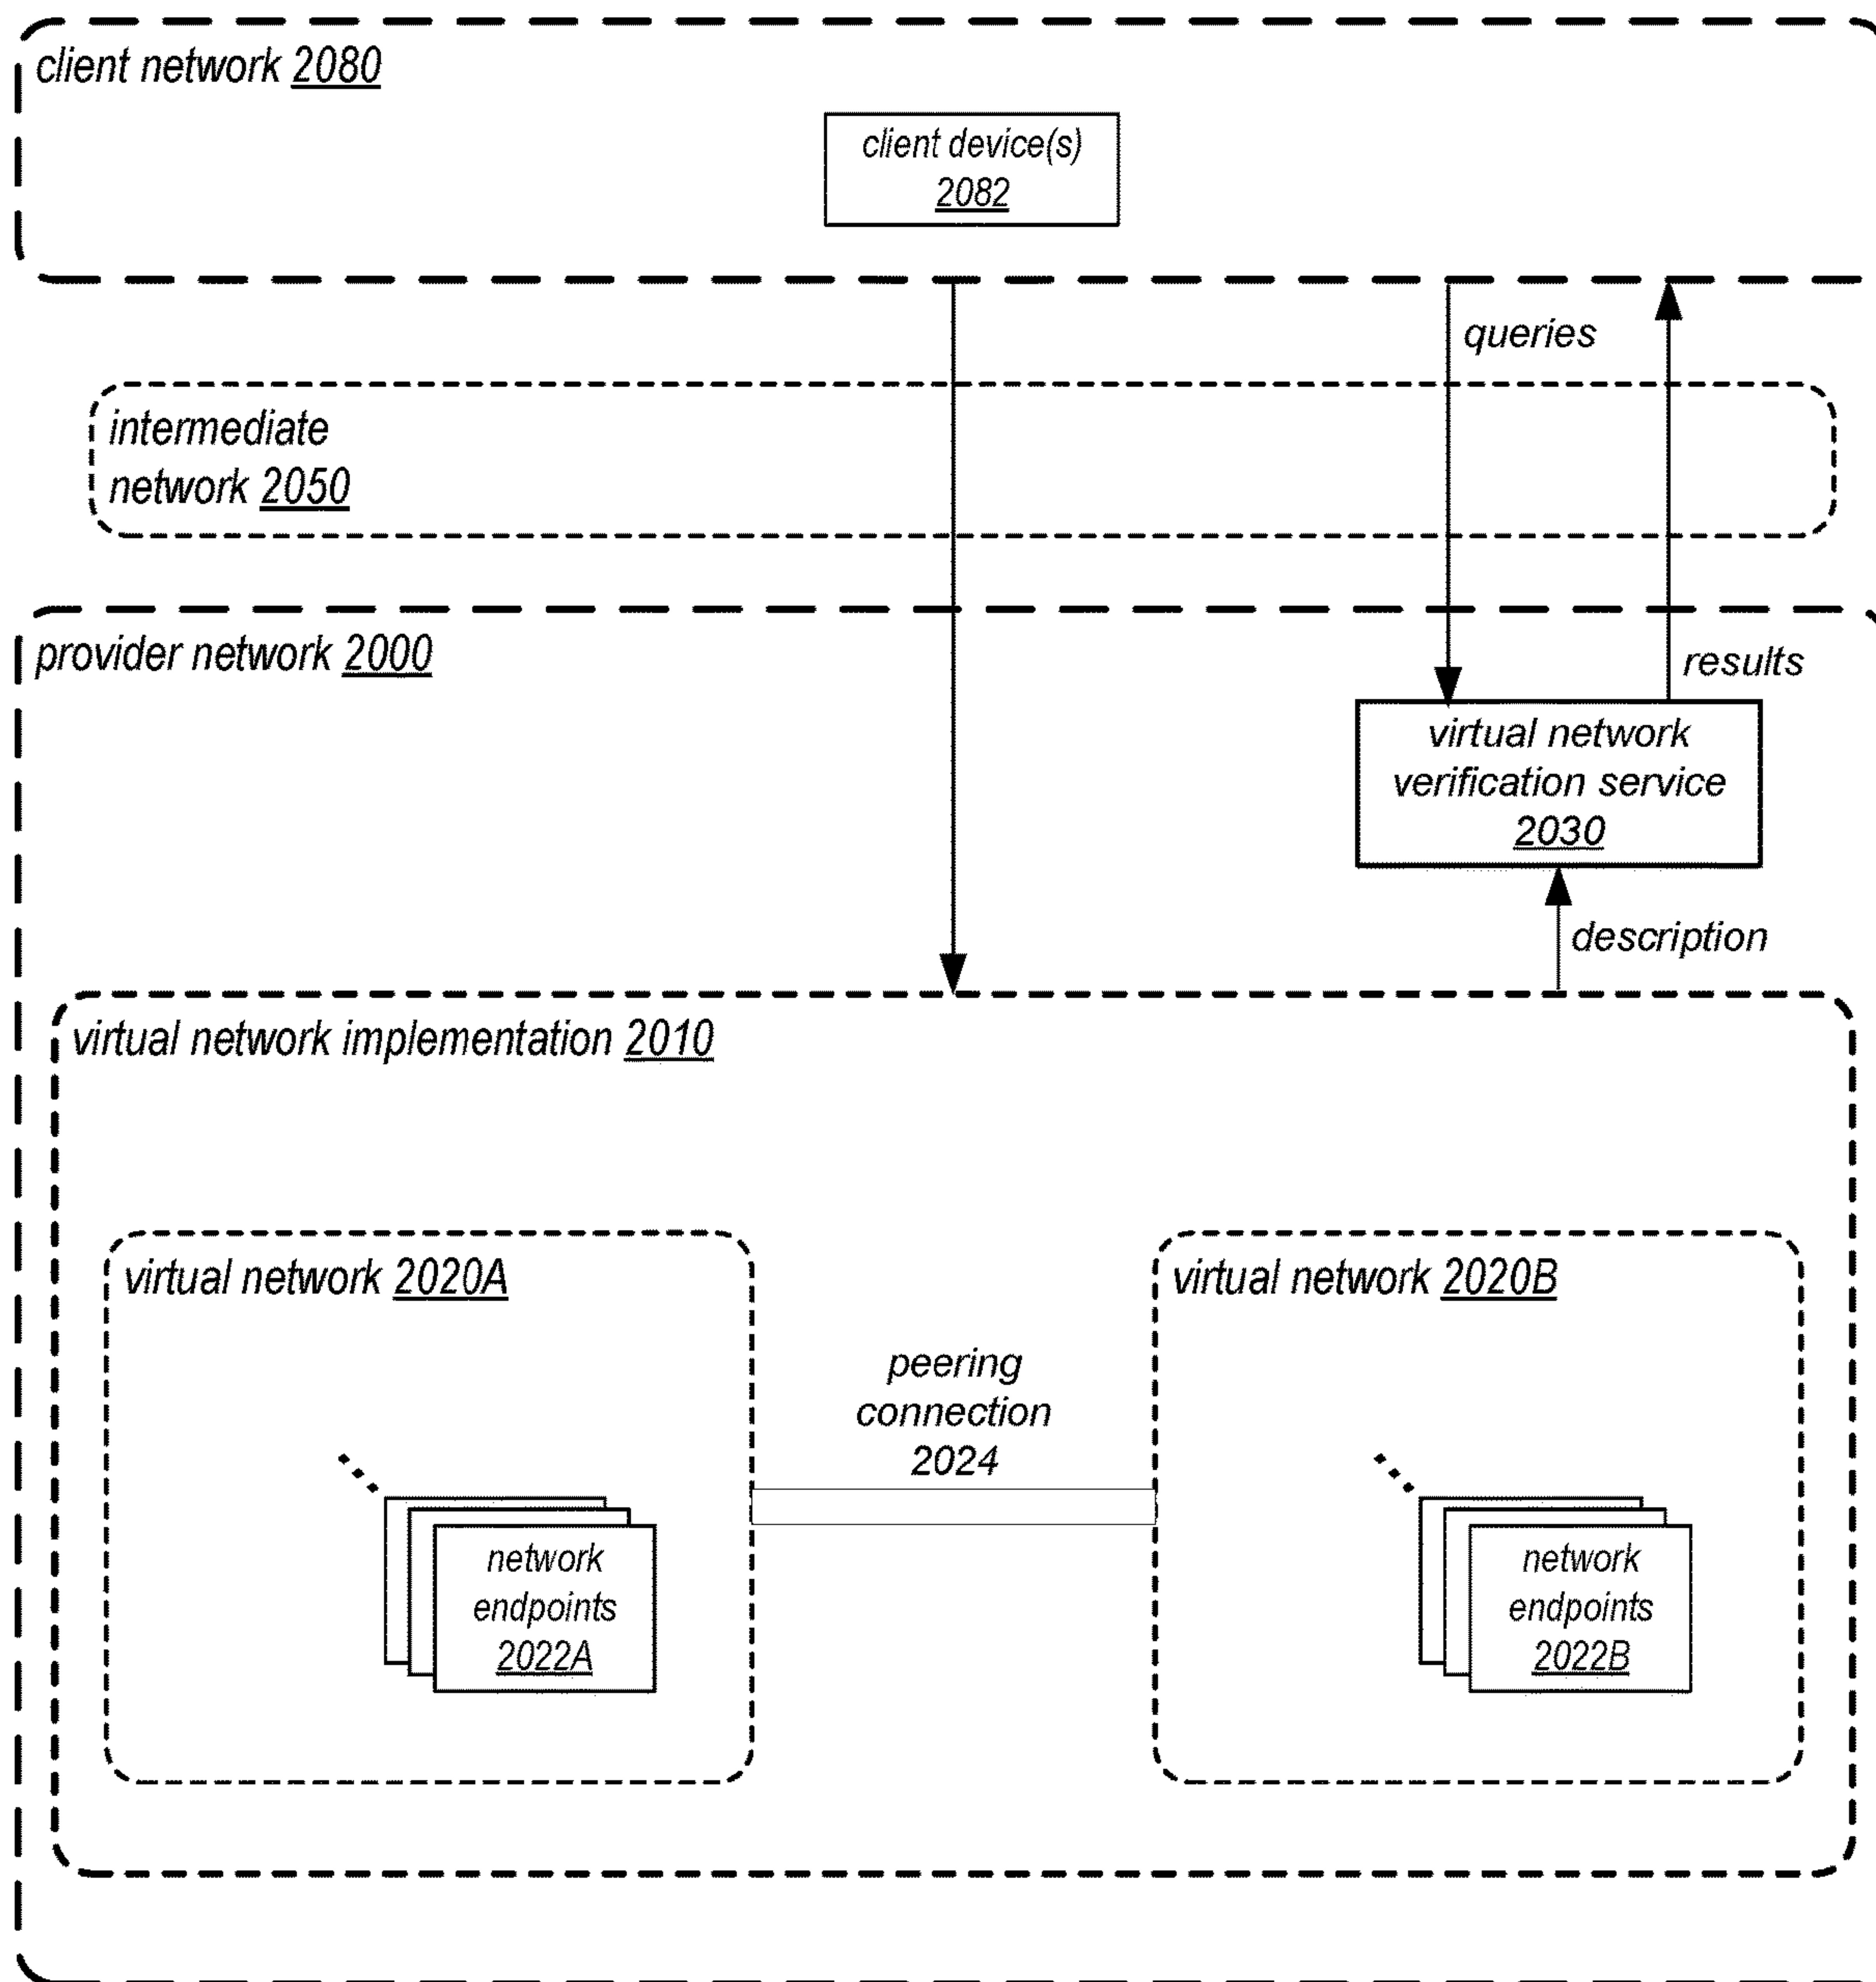 client network 2080
client device(s)
2082
queries
intermediate
network 2050
provider network 2000
results
virtual network
verification service
2030
description
virtual network implementation 2010
virtual network 2020A
virtual network 2020B
peering
connection
2024
network
endpoints
2022A
network
endpoints
2022B